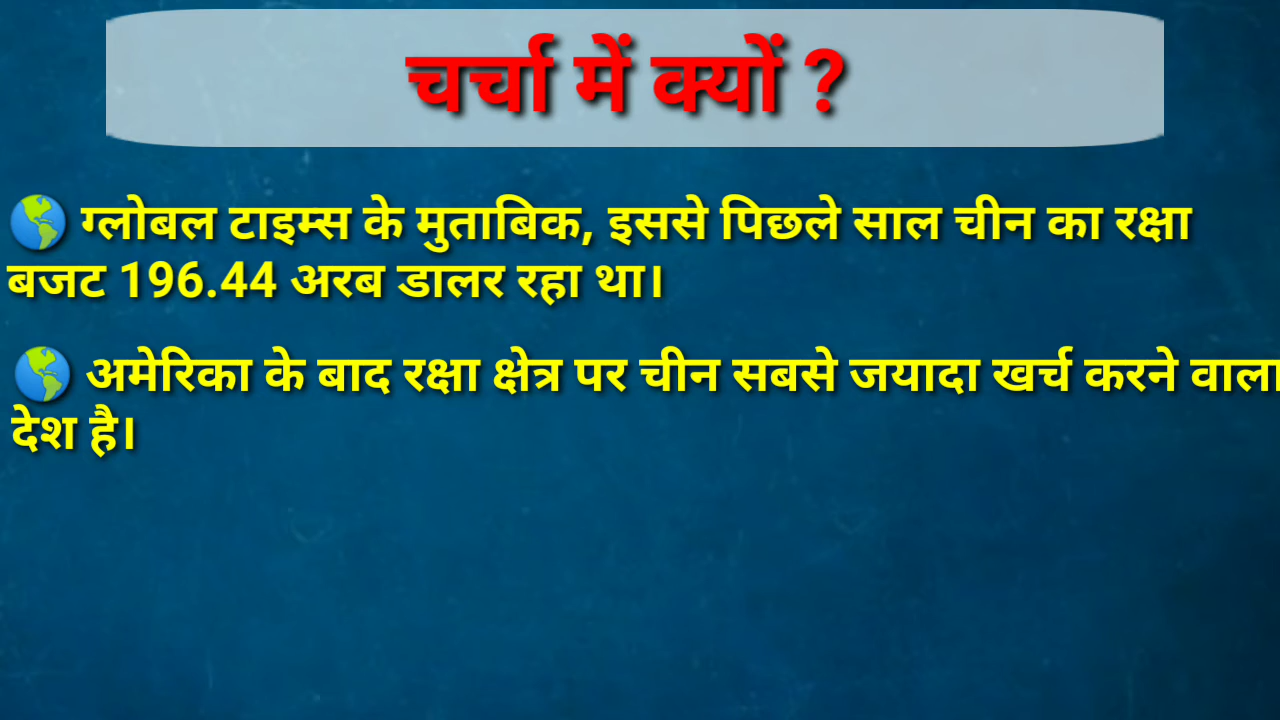 चर्चा में क्यों ?
🌎 ग्लोबल टाइम्स के मुताबिक, इससे पिछले साल चीन का रक्षा
बजट 196.44 अरब डालर रहा था।
🌎 अमेरिका के बाद रक्षा क्षेत्र पर चीन सबसे जयादा खर्च करने वाला
देश है।